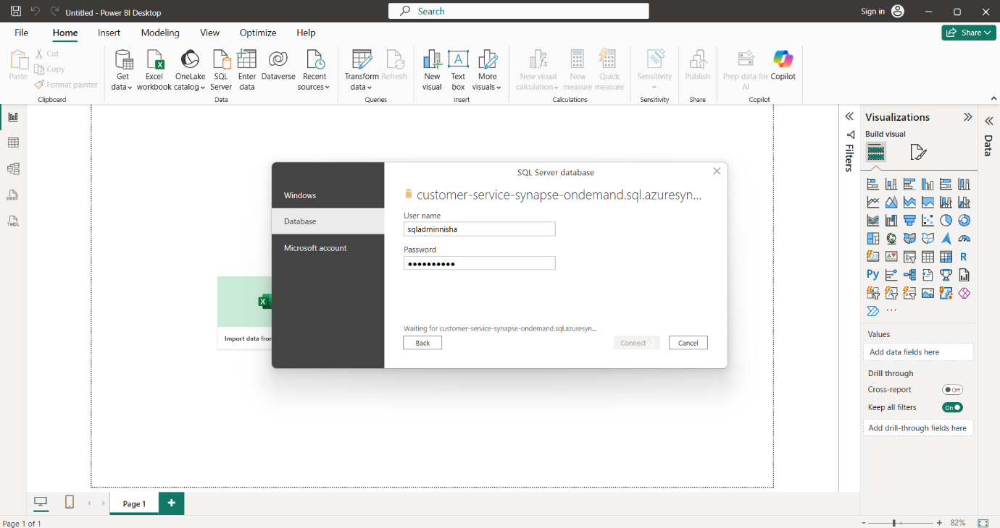 Untitled - Power BI Desktop
Search
Sign in
File Home Insert Modeling View Optimize Help
Share
Paste
Cut
Copy
Format painter
Clipboard
Get data
Excel workbook
OneLake catalog
SQL Server
Enter data
Dataverse
Recent sources
Data
Transform data
Refresh
Queries
New visual
Text box
More visuals
Insert
New visual calculation
New measure
Quick measure
Calculations
Sensitivity
Sensitivity
Publish
Share
Prep data for AI
Copilot
Copilot
DAX
TMDL
Import data fron
SQL Server database
Windows
Database
Microsoft account
customer-service-synapse-ondemand.sql.azuresyn...
User name
sqladminnisha
Password
●●●●●●●●●●
Waiting for customer-service-synapse-ondemand.sql.azuresyn...
Back
Connect
Cancel
Filters
Visualizations
Build visual
123
R
Py
...
Values
Add data fields here
Drill through
Cross-report
Off
Keep all filters
On
Add drill-through fields here
Data
Page 1
+
Page 1 of 1
- + 82%